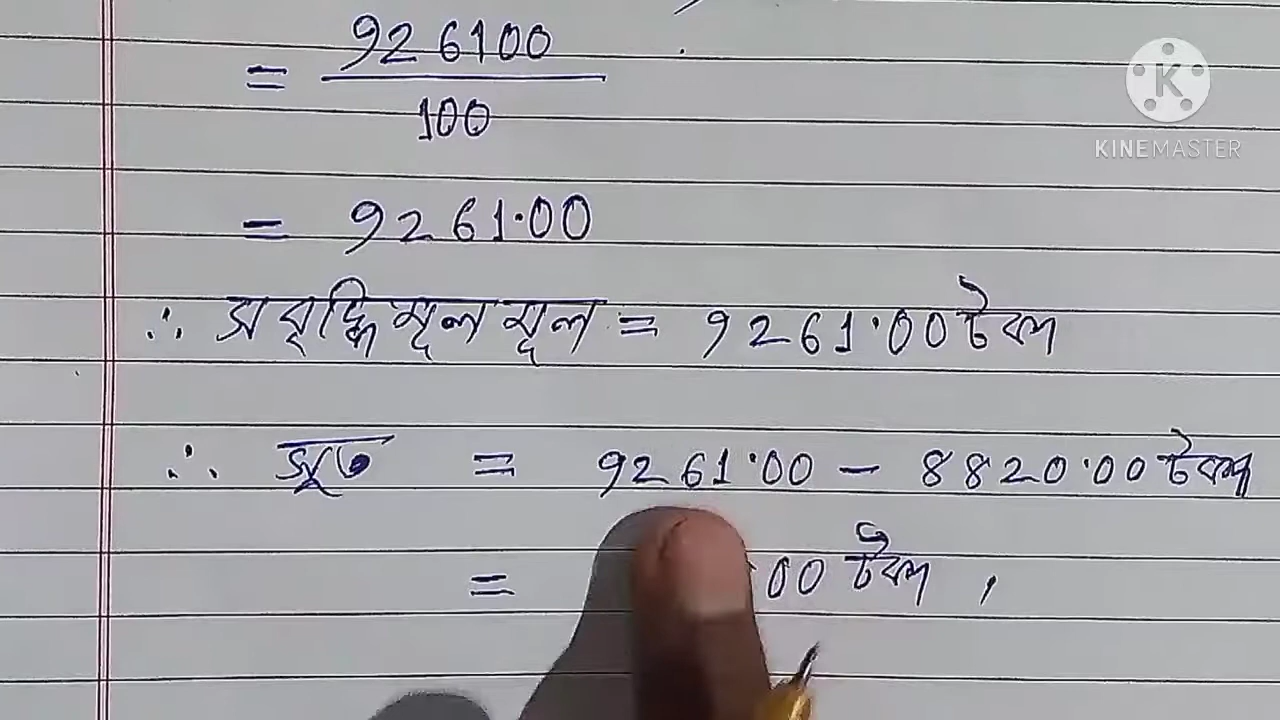 = 926100
100
= 9261.00
∴ সবৃদ্ধিমূল মূল = 9261.00 টকা
∴ সূত = 9261.00 - 8820.00 টকা
= .00 টকা ,
K
KINEMASTER